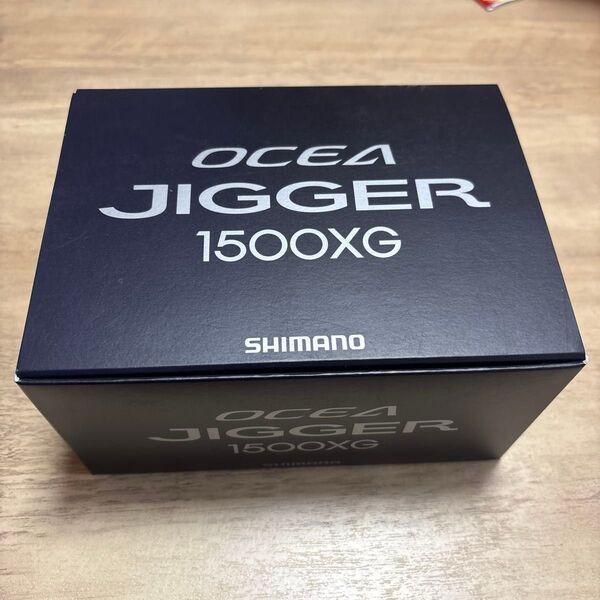 OCEA
JIGGER
1500XG
SHIMANO
OCEA
JIGGER
1500XG
SHIMANO